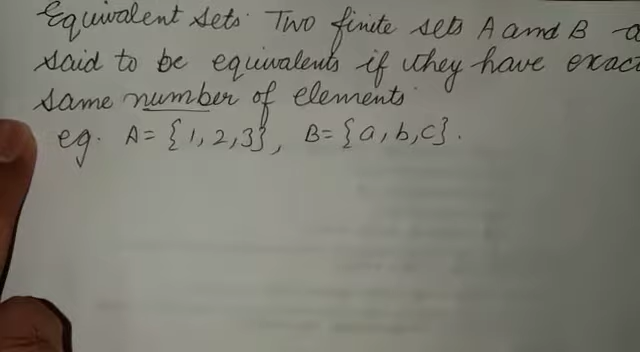 Equivalent sets: Two finite sets A and B a
said to be equivalents if they have exact
same number of elements
eg. A = {1, 2, 3}, B = {a, b, c}.